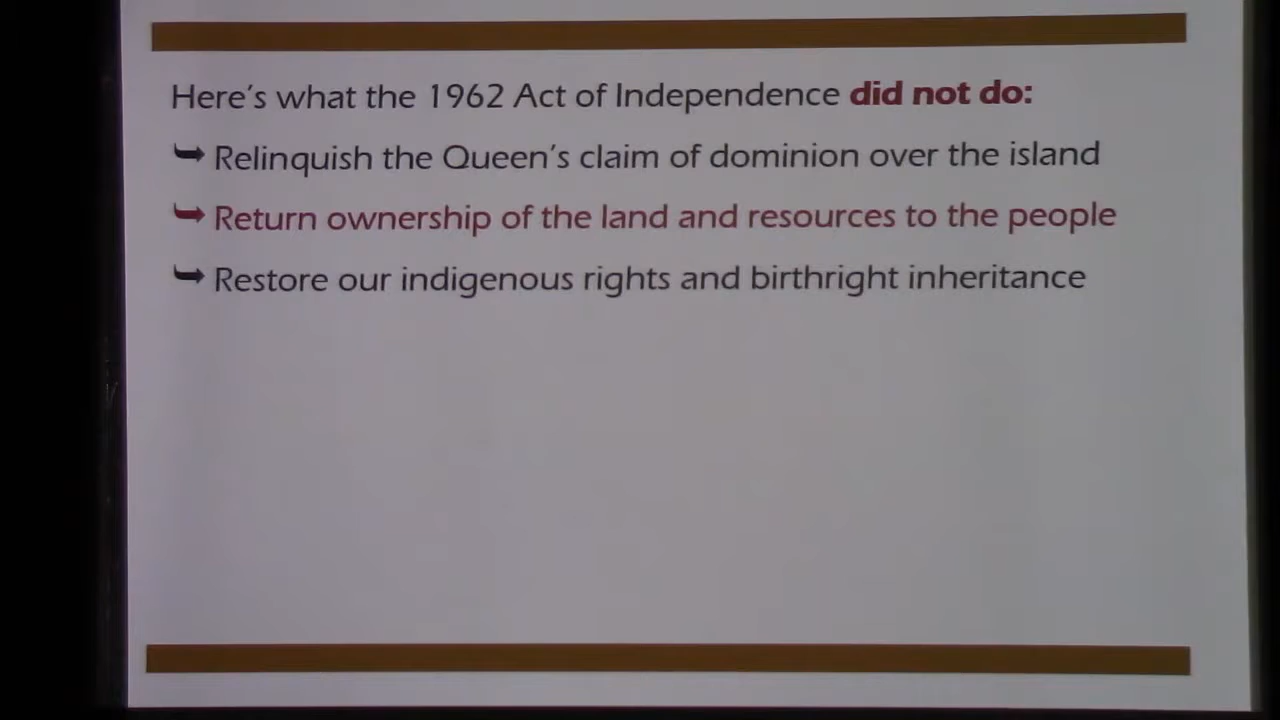 Here's what the 1962 Act of Independence did not do:
➥ Relinquish the Queen's claim of dominion over the island
➥ Return ownership of the land and resources to the people
➥ Restore our indigenous rights and birthright inheritance